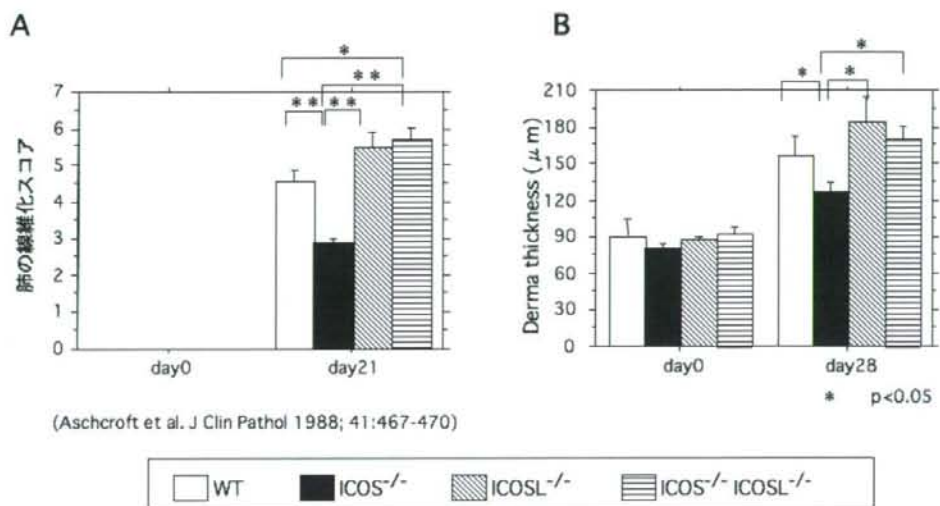 A
肺の線維化スコア
7
6
5
4
3
2
1
0
*
**
** **
day0
day21
(Aschcroft et al. J Clin Pathol 1988; 41:467-470)
B
Derma thickness (μm)
210
180
150
120
90
60
30
0
*
* *
day0
day28
* p<0.05
WT
ICOS-/-
ICOSL-/-
ICOS-/- ICOSL-/-